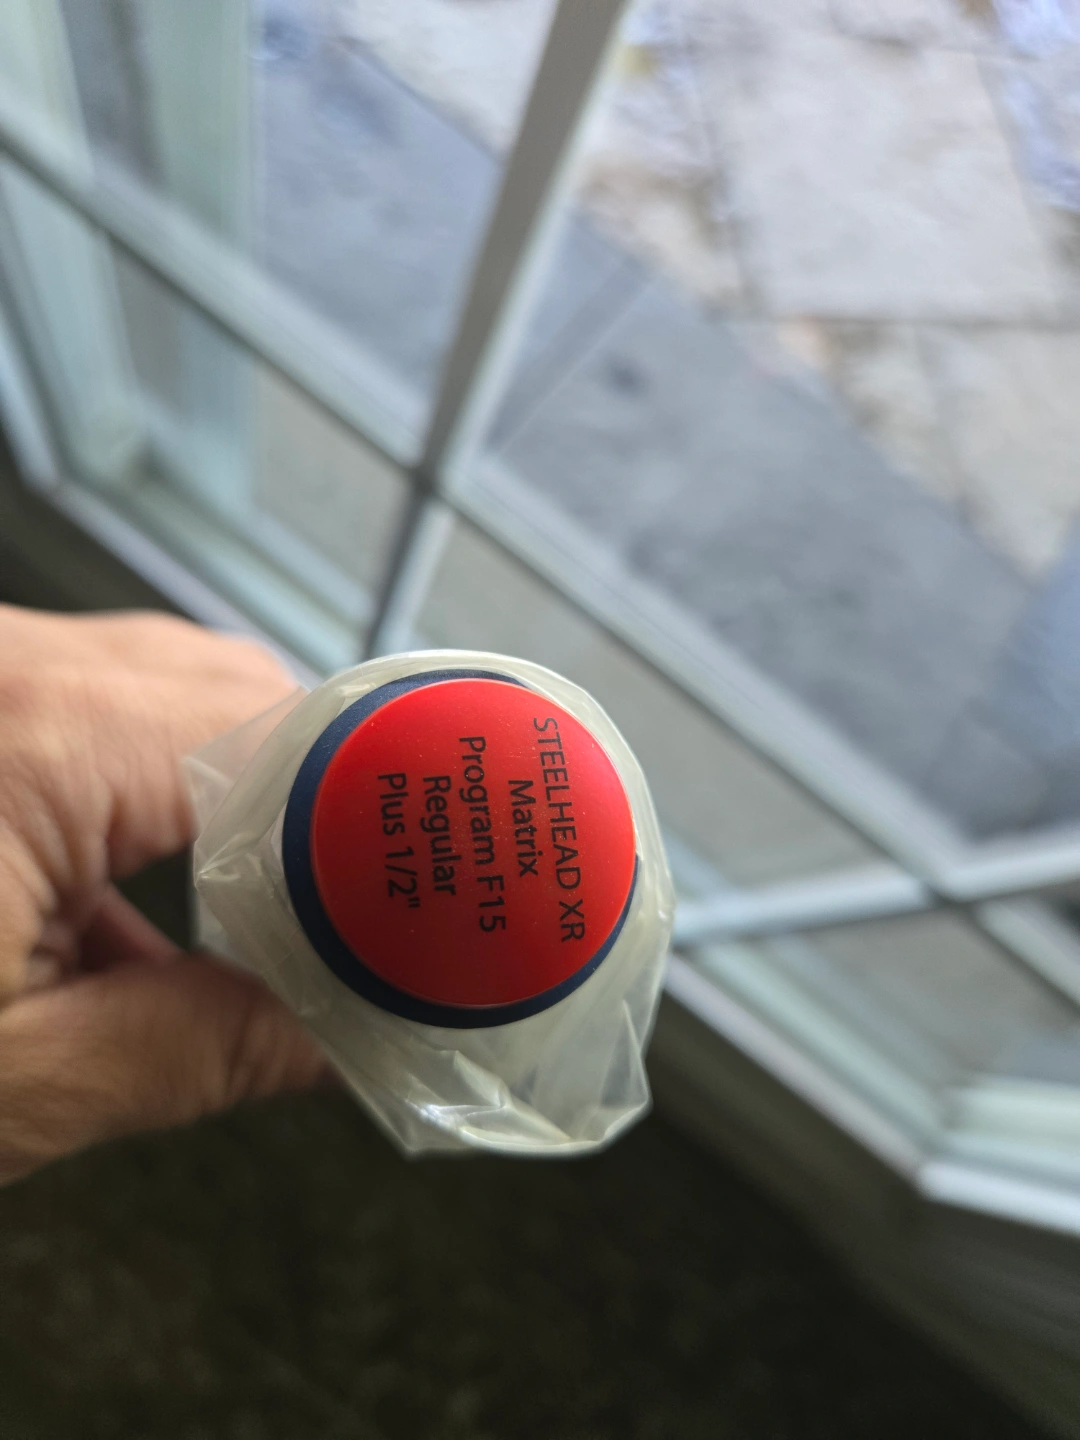 STEELHEAD XR
Matrix
Program F15
Regular
Plus 1/2"